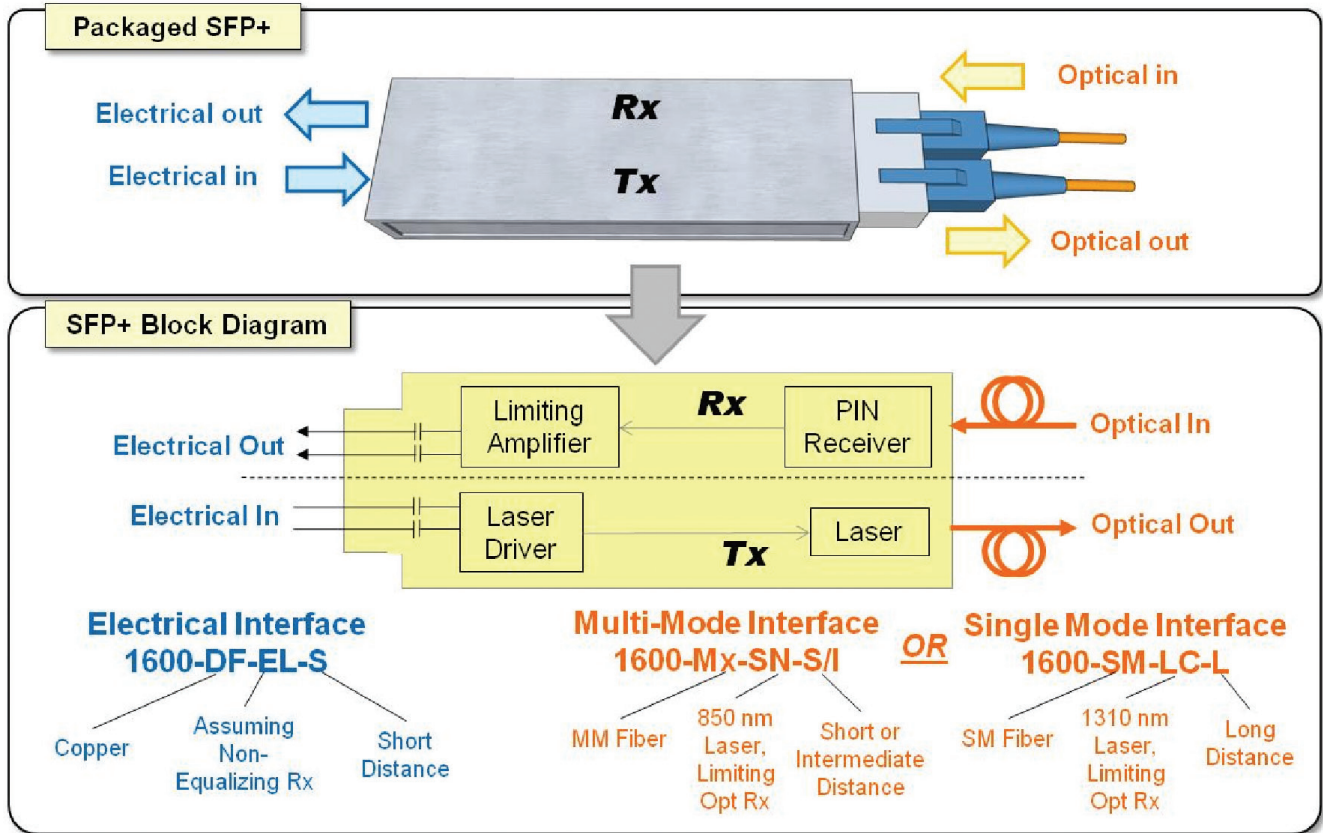 Packaged SFP+
Electrical out
Electrical in
Rx
Tx
Optical in
Optical out
SFP+ Block Diagram
Electrical Out
Electrical In
Limiting
Amplifier
Rx
PIN
Receiver
Laser
Driver
Tx
Laser
Optical In
Optical Out
Electrical Interface
1600-DF-EL-S
Copper
Assuming
Non-
Equalizing Rx
Short
Distance
Multi-Mode Interface
1600-Mx-SN-S/I
MM Fiber
850 nm
Laser,
Limiting
Opt Rx
Short or
Intermediate
Distance
OR
Single Mode Interface
1600-SM-LC-L
SM Fiber
1310 nm
Laser,
Limiting
Opt Rx
Long
Distance